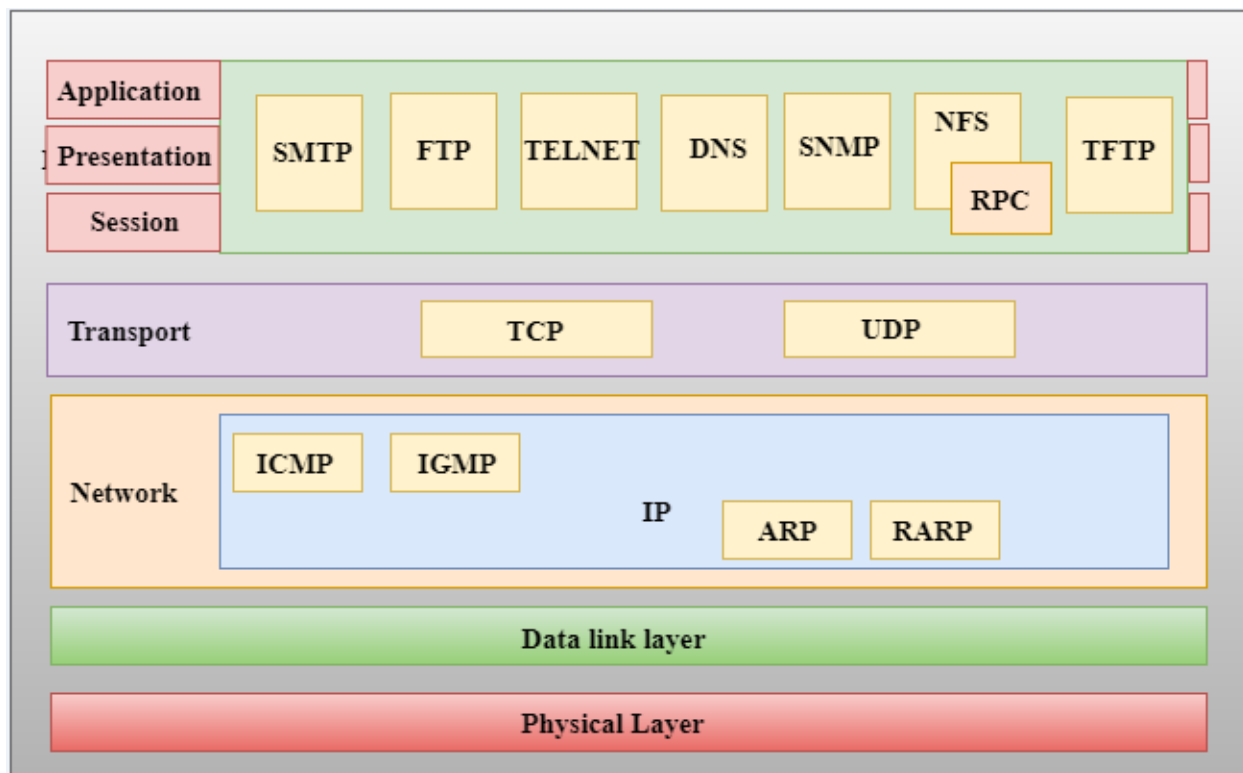 Application
Presentation
Session
SMTP
FTP
TELNET
DNS
SNMP
NFS
RPC
TFTP
Transport
TCP
UDP
Network
ICMP
IGMP
IP
ARP
RARP
Data link layer
Physical Layer